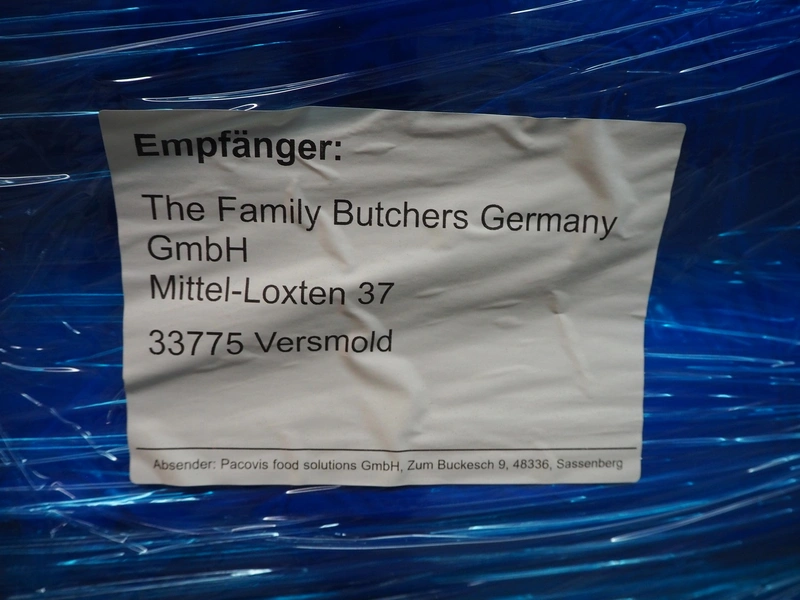 Empfänger:
The Family Butchers Germany
GmbH
Mittel-Loxten 37
33775 Versmold
Absender: Pacovis food solutions GmbH, Zum Buckesch 9, 48336, Sassenberg